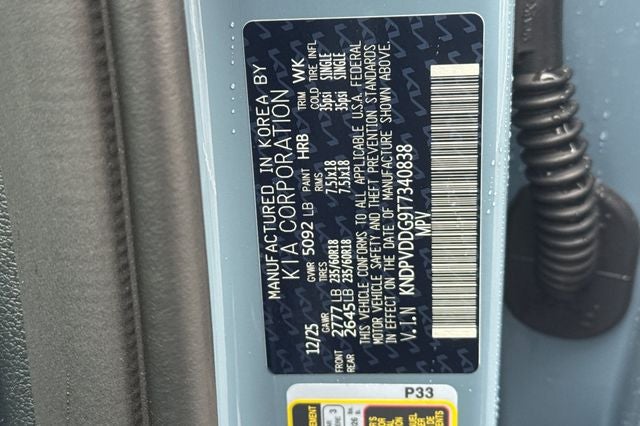 MANUFACTURED IN KOREA BY
KIA CORPORATION
GVWR 5092 LB PAINT HRB TRIM WK
12/25 GAWR TIRES RIMS COLD TIRE INFL
FRONT 2777 LB 235/60R18 7.5Jx18 35psi SINGLE
REAR 2645 LB 235/60R18 7.5Jx18 35psi SINGLE
THIS VEHICLE CONFORMS TO ALL APPLICABLE U.S.A. FEDERAL
MOTOR VEHICLE SAFETY AND THEFT PREVENTION STANDARDS
IN EFFECT ON THE DATE OF MANUFACTURE SHOWN ABOVE.
V.I.N KNDPVDDG9T7340838
MPV
P33